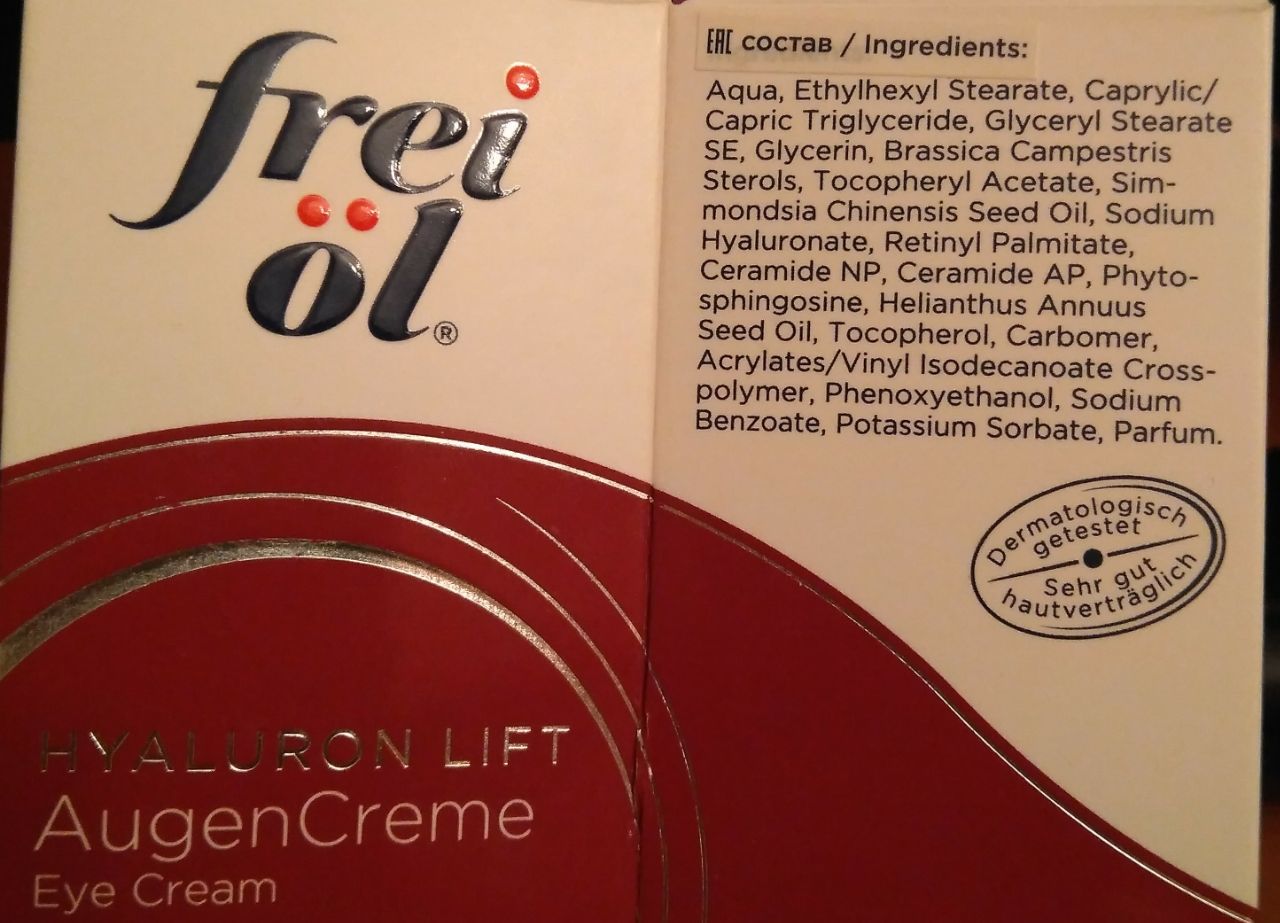 frei
öl®
HYALURON LIFT
AugenCreme
Eye Cream
EAC состав / Ingredients:
Aqua, Ethylhexyl Stearate, Caprylic/
Capric Triglyceride, Glyceryl Stearate
SE, Glycerin, Brassica Campestris
Sterols, Tocopheryl Acetate, Sim-
mondsia Chinensis Seed Oil, Sodium
Hyaluronate, Retinyl Palmitate,
Ceramide NP, Ceramide AP, Phyto-
sphingosine, Helianthus Annuus
Seed Oil, Tocopherol, Carbomer,
Acrylates/Vinyl Isodecanoate Cross-
polymer, Phenoxyethanol, Sodium
Benzoate, Potassium Sorbate, Parfum.
Dermatologisch
getestet
Sehr gut
hautverträglich